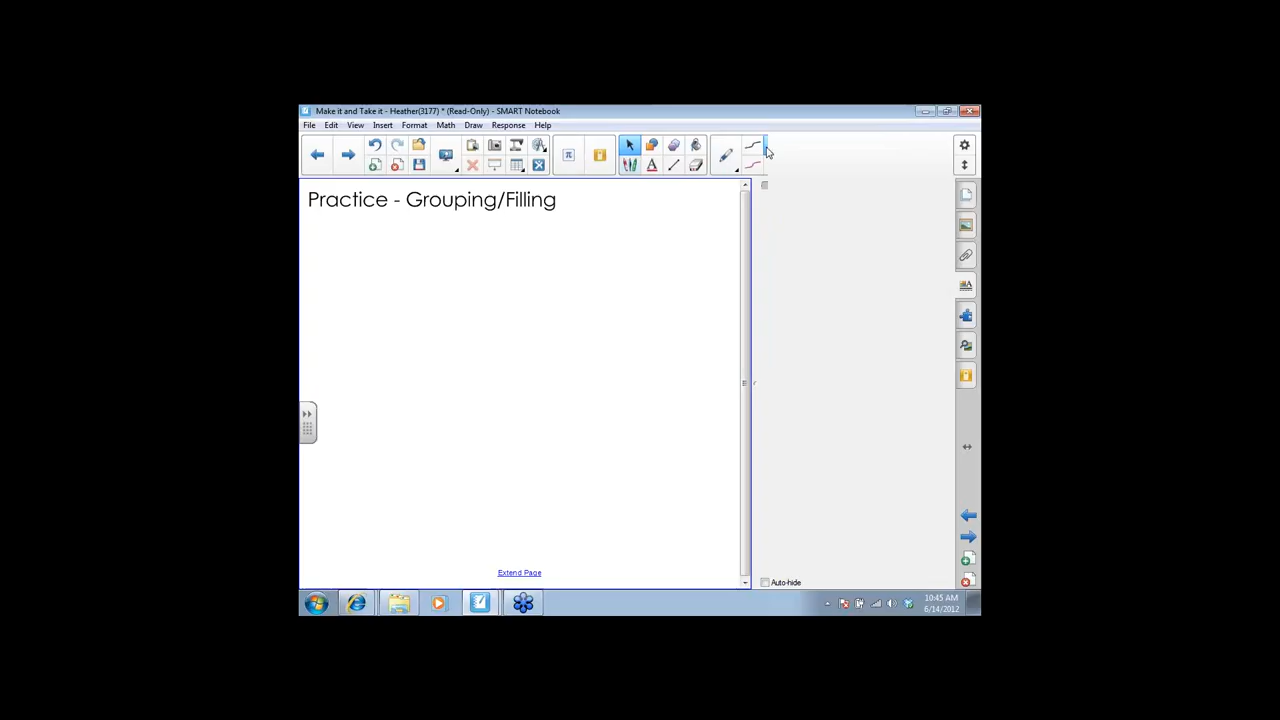 Make it and Take it - Heather(3177) * (Read-Only) - SMART Notebook
File Edit View Insert Format Math Draw Response Help
Practice - Grouping/Filling
Extend Page
Auto-hide
10:45 AM
6/14/2012